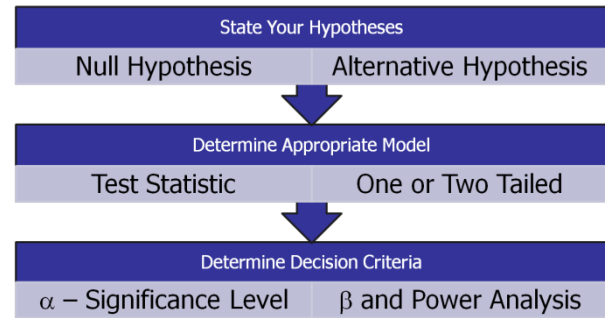 State Your Hypotheses
Null Hypothesis Alternative Hypothesis
Determine Appropriate Model
Test Statistic One or Two Tailed
Determine Decision Criteria
α – Significance Level β and Power Analysis